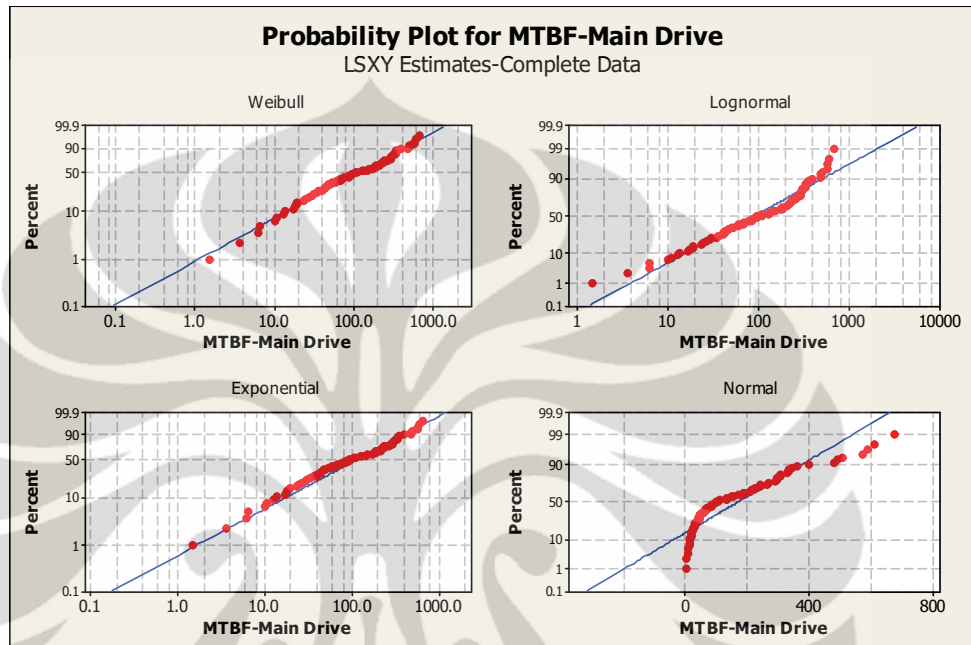 Probability Plot for MTBF-Main Drive
LSXY Estimates-Complete Data
Weibull
Percent
99.9
90
50
10
1
0.1
0.1 1.0 10.0 100.0 1000.0
MTBF-Main Drive
Lognormal
Percent
99.9
99
90
50
10
1
0.1
1 10 100 1000 10000
MTBF-Main Drive
Exponential
Percent
99.9
90
50
10
1
0.1
0.1 1.0 10.0 100.0 1000.0
MTBF-Main Drive
Normal
Percent
99.9
99
90
50
10
1
0.1
0 400 800
MTBF-Main Drive